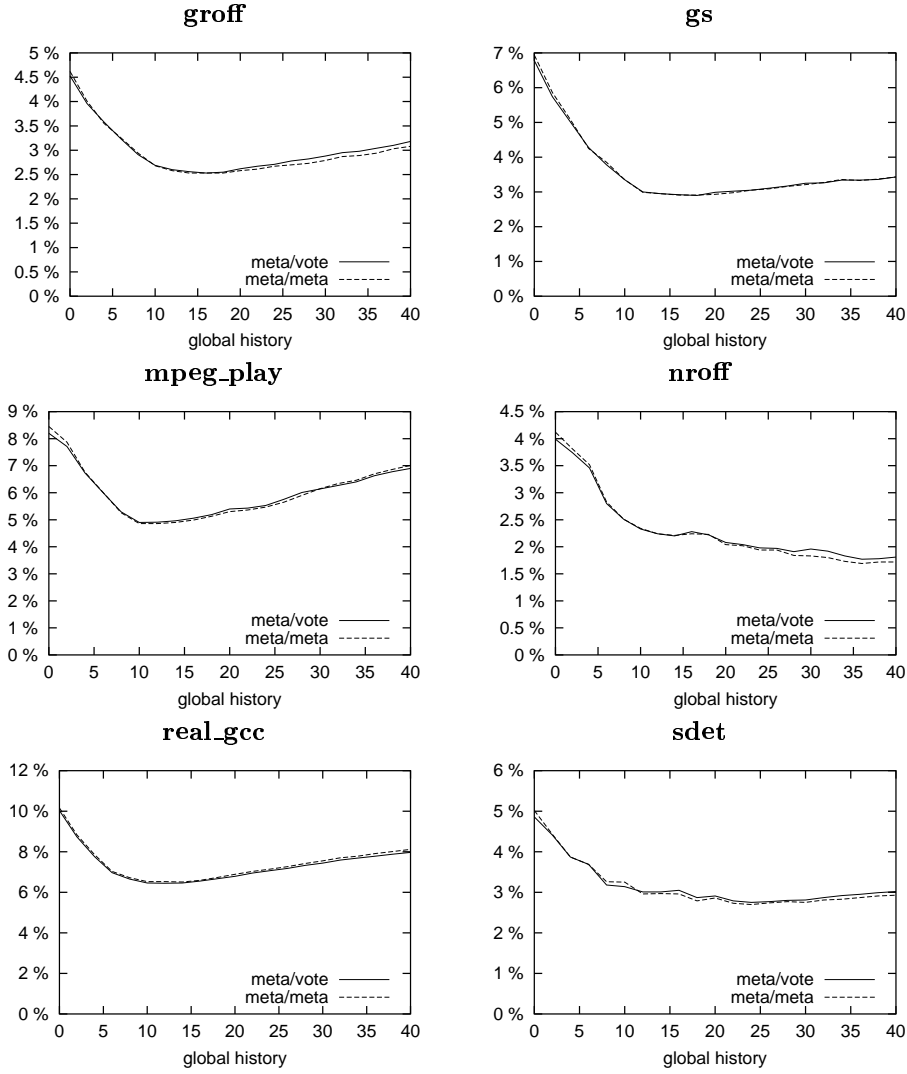 groff
5 %
4.5 %
4 %
3.5 %
3 %
2.5 %
2 %
1.5 %
1 %
0.5 %
0 %
meta/vote
meta/meta
0 5 10 15 20 25 30 35 40
global history
gs
7 %
6 %
5 %
4 %
3 %
2 %
1 %
0 %
meta/vote
meta/meta
0 5 10 15 20 25 30 35 40
global history
mpeg_play
9 %
8 %
7 %
6 %
5 %
4 %
3 %
2 %
1 %
0 %
meta/vote
meta/meta
0 5 10 15 20 25 30 35 40
global history
nroff
4.5 %
4 %
3.5 %
3 %
2.5 %
2 %
1.5 %
1 %
0.5 %
0 %
meta/vote
meta/meta
0 5 10 15 20 25 30 35 40
global history
real_gcc
12 %
10 %
8 %
6 %
4 %
2 %
0 %
meta/vote
meta/meta
0 5 10 15 20 25 30 35 40
global history
sdet
6 %
5 %
4 %
3 %
2 %
1 %
0 %
meta/vote
meta/meta
0 5 10 15 20 25 30 35 40
global history